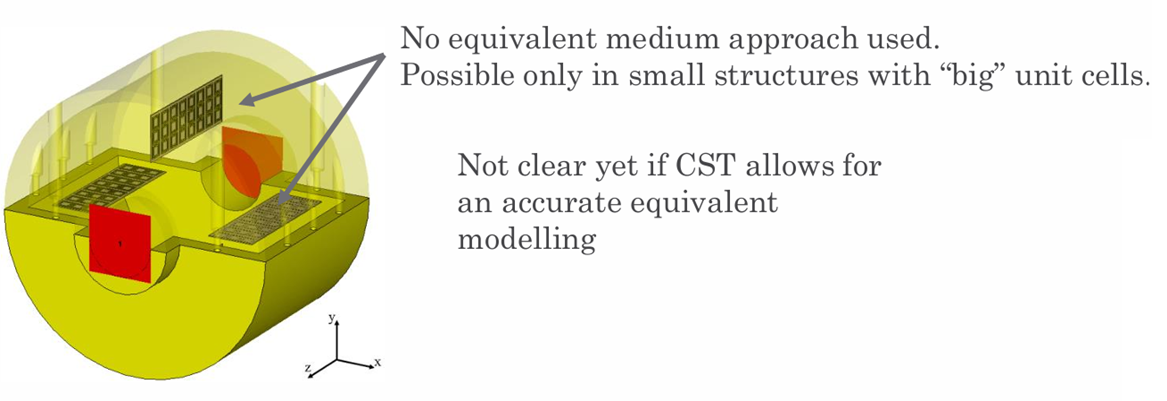 No equivalent medium approach used.
Possible only in small structures with “big” unit cells.
Not clear yet if CST allows for
an accurate equivalent
modelling
1
y
x
z